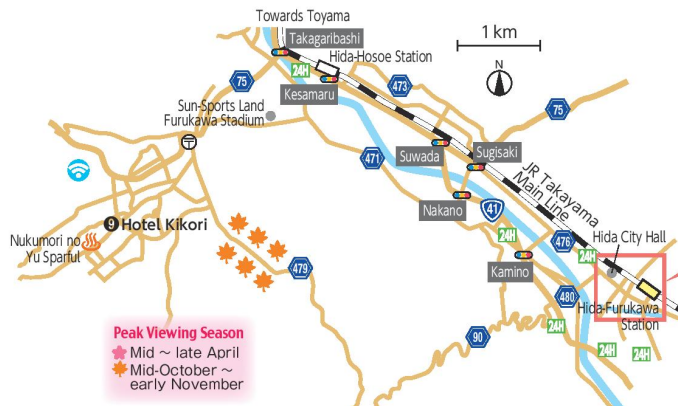 Towards Toyama
Takagaribashi
Hida-Hosoe Station
1 km
N
24H
Kesamaru
473
75
75
Sun-Sports Land
Furukawa Stadium
471
Suwada
Sugisaki
JR Takayama
Main Line
Nakano
41
24H
476
24H
Hida City Hall
9 Hotel Kikori
Nukumori no
Yu Sparful
Kamino
479
480
Hida-Furukawa
Station
24H
90
24H
24H
Peak Viewing Season
Mid ~ late April
Mid-October ~
early November